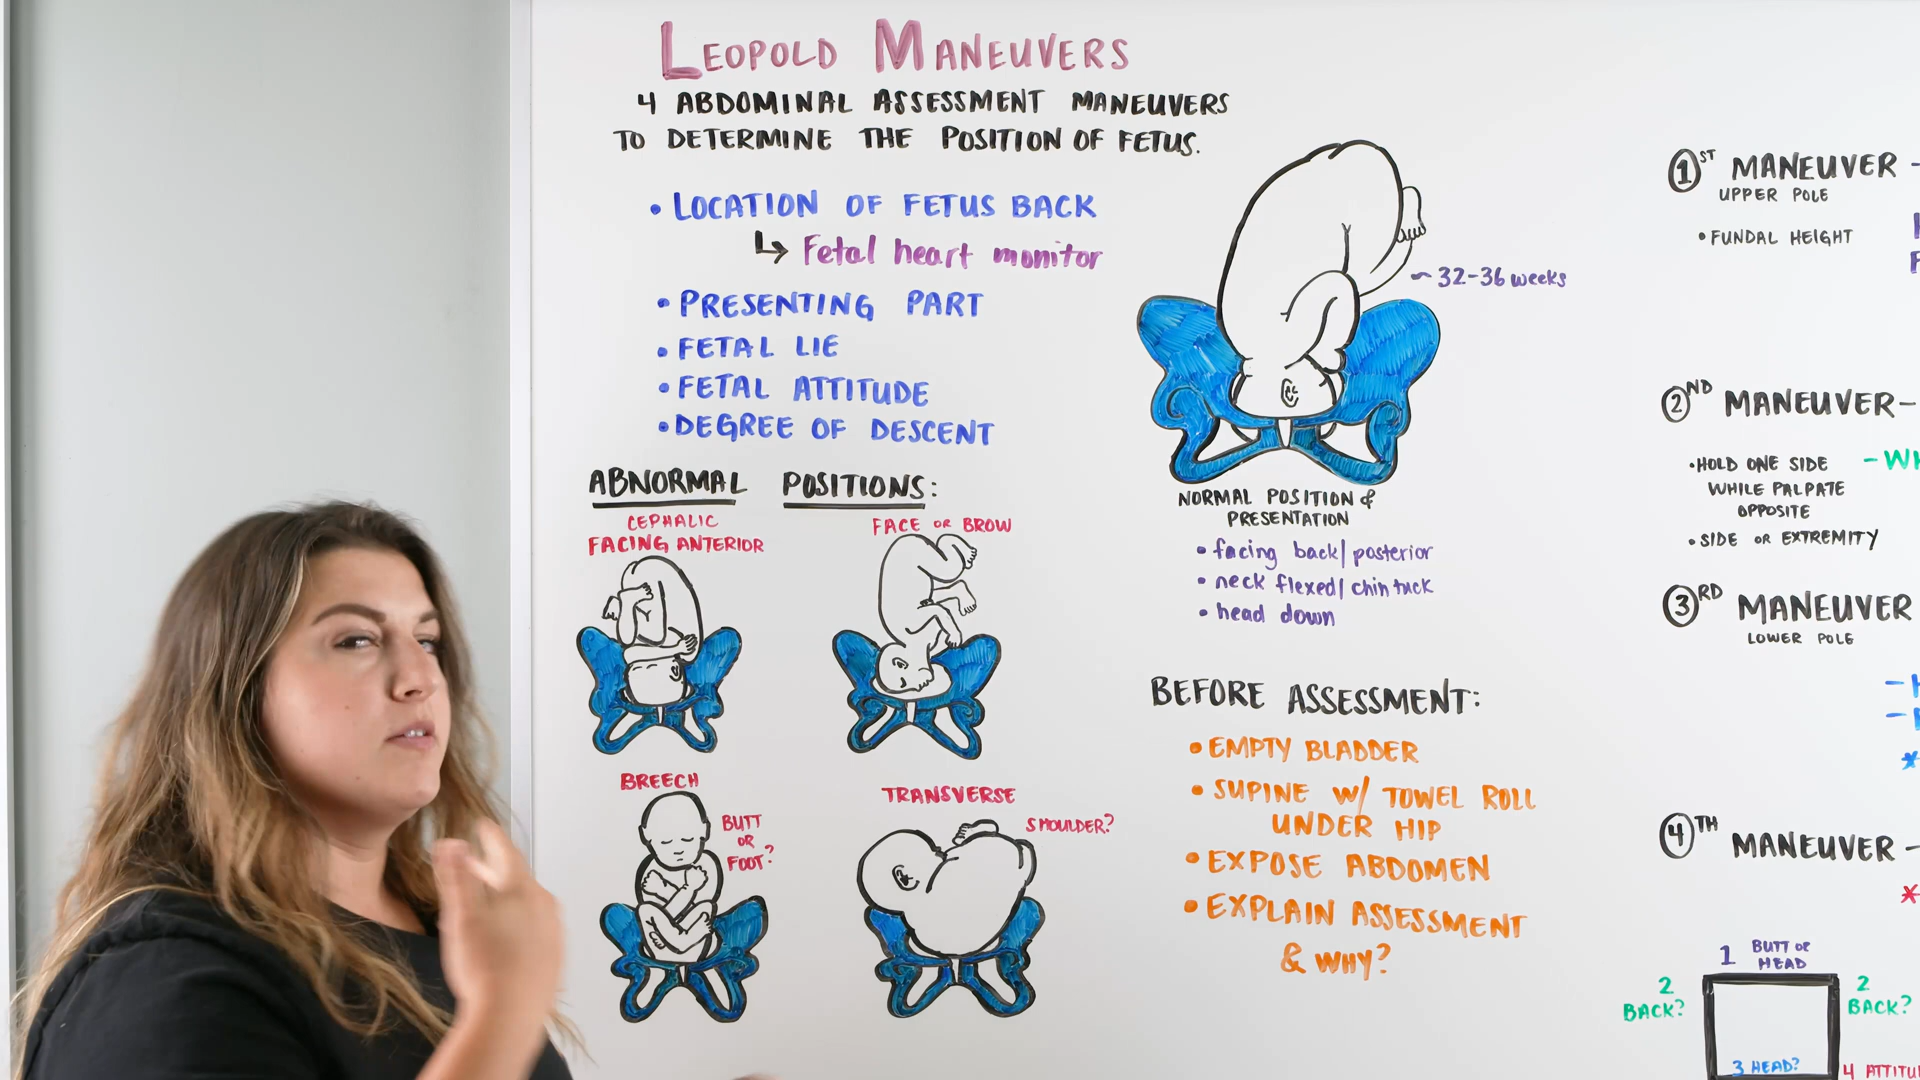 LEOPOLD MANEUVERS
4 ABDOMINAL ASSESSMENT MANEUVERS
TO DETERMINE THE POSITION OF FETUS.
• LOCATION OF FETUS BACK
↳ Fetal heart monitor
• PRESENTING PART
• FETAL LIE
• FETAL ATTITUDE
• DEGREE OF DESCENT
ABNORMAL POSITIONS:
CEPHALIC
FACING ANTERIOR
FACE OR BROW
BREECH
BUTT
OR
FOOT?
TRANSVERSE
SHOULDER?
~ 32-36 weeks
NORMAL POSITION &
PRESENTATION
• facing back/posterior
• neck flexed/chin tuck
• head down
BEFORE ASSESSMENT:
• EMPTY BLADDER
• SUPINE W/ TOWEL ROLL
UNDER HIP
• EXPOSE ABDOMEN
• EXPLAIN ASSESSMENT
& WHY?
1ST MANEUVER -
UPPER POLE
• FUNDAL HEIGHT
2ND MANEUVER-
• HOLD ONE SIDE
WHILE PALPATE
OPPOSITE
• SIDE OR EXTREMITY
3RD MANEUVER
LOWER POLE
4TH MANEUVER -
1 BUTT OR
HEAD
2
BACK?
2
BACK?
3 HEAD?
4